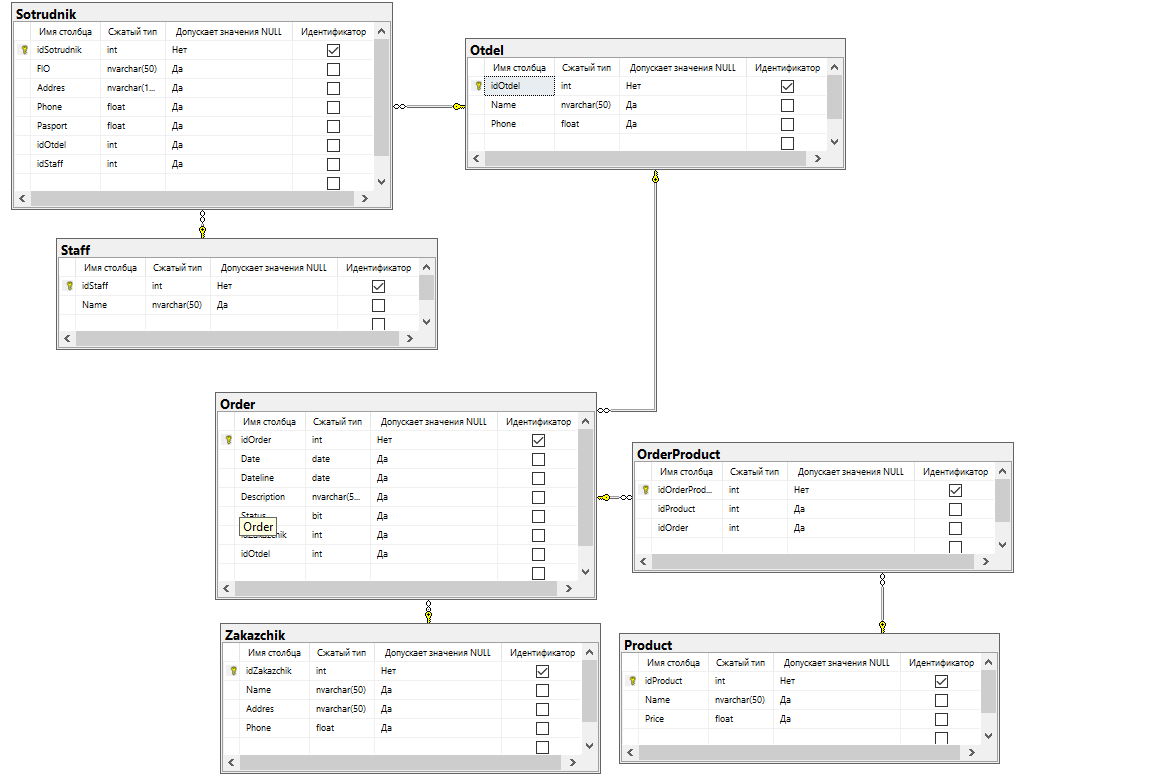 Sotrudnik
Имя столбца Сжатый тип Допускает значения NULL Идентификатор
idSotrudnik int Нет
FIO nvarchar(50) Да
Addres nvarchar(1... Да
Phone float Да
Pasport float Да
idOtdel int Да
idStaff int Да
Otdel
Имя столбца Сжатый тип Допускает значения NULL Идентификатор
idOtdel int Нет
Name nvarchar(50) Да
Phone float Да
Staff
Имя столбца Сжатый тип Допускает значения NULL Идентификатор
idStaff int Нет
Name nvarchar(50) Да
Order
Имя столбца Сжатый тип Допускает значения NULL Идентификатор
idOrder int Нет
Date date Да
Dateline date Да
Description nvarchar(5... Да
Status bit Да
Order
idZakazchik int Да
idOtdel int Да
OrderProduct
Имя столбца Сжатый тип Допускает значения NULL Идентификатор
idOrderProd... int Нет
idProduct int Да
idOrder int Да
Zakazchik
Имя столбца Сжатый тип Допускает значения NULL Идентификатор
idZakazchik int Нет
Name nvarchar(50) Да
Addres nvarchar(50) Да
Phone float Да
Product
Имя столбца Сжатый тип Допускает значения NULL Идентификатор
idProduct int Нет
Name nvarchar(50) Да
Price float Да